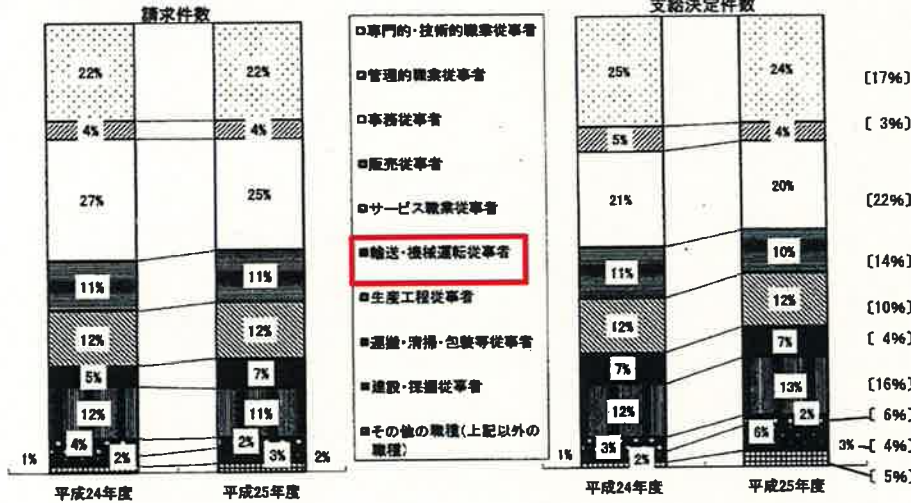 請求件数
22%
22%
4%
4%
27%
25%
11%
11%
12%
12%
5%
7%
12%
11%
4%
2%
2%
3%
1%
2%
平成24年度
平成25年度
専門的・技術的職業従事者
管理的職業従事者
事務従事者
販売従事者
サービス職業従事者
輸送・機械運転従事者
生産工程従事者
運搬・清掃・包装等従事者
建設・採掘従事者
その他の職種(上記以外の
職種)
支給決定件数
25%
24%
5%
4%
21%
20%
11%
10%
12%
12%
7%
7%
12%
13%
3%
2%
2%
6%
1%
3%
平成24年度
平成25年度
[17%]
[ 3%]
[22%]
[14%]
[10%]
[ 4%]
[16%]
[ 6%]
[ 4%]
[ 5%]